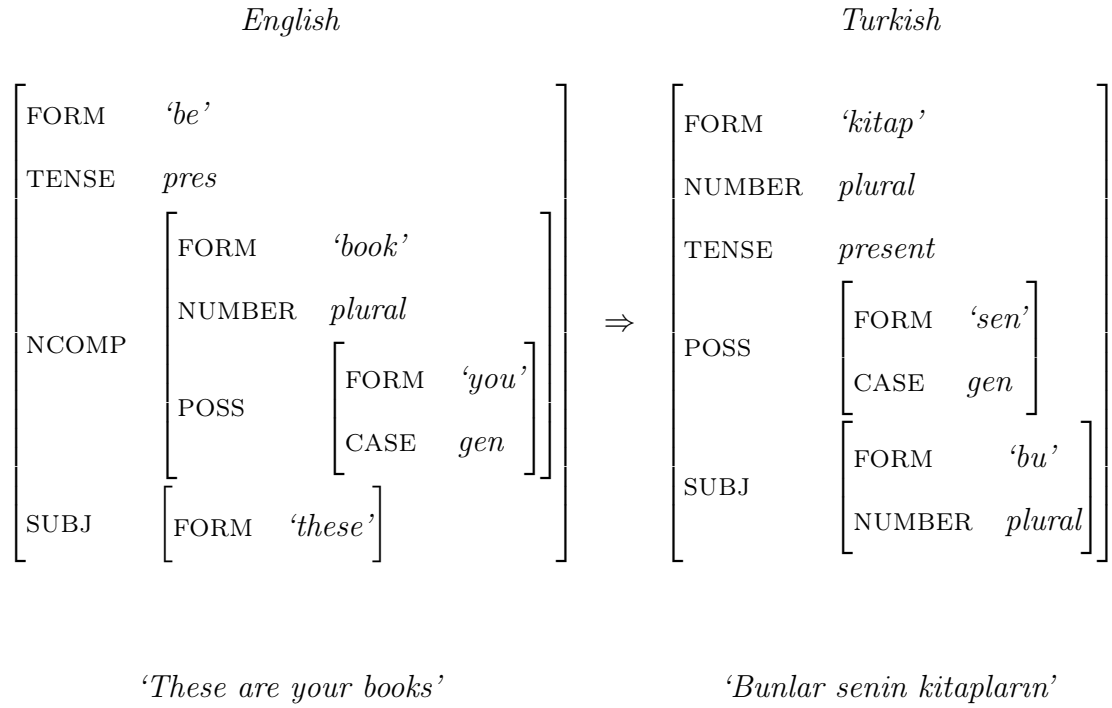 English Turkish
FORM ‘be’
TENSE pres
NCOMP
FORM ‘book’
NUMBER plural
POSS
FORM ‘you’
CASE gen
SUBJ
FORM ‘these’
⇒
FORM ‘kitap’
NUMBER plural
TENSE present
POSS
FORM ‘sen’
CASE gen
SUBJ
FORM ‘bu’
NUMBER plural
‘These are your books’ ‘Bunlar senin kitapların’